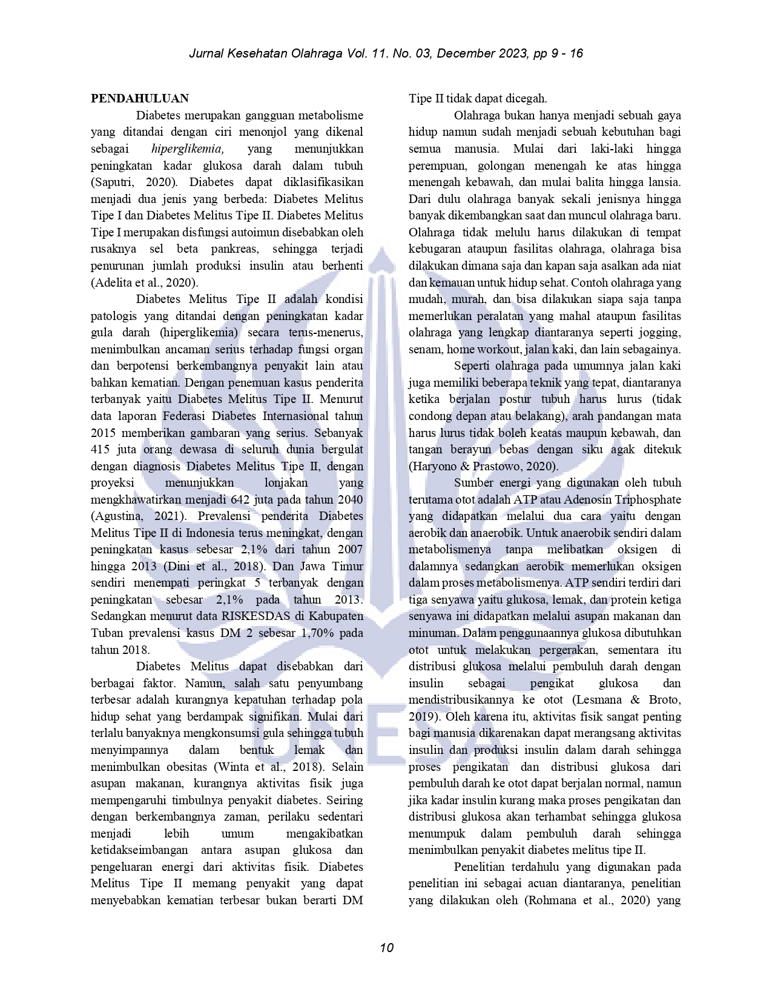 Jurnal Kesehatan Olahraga Vol. 11. No. 03, December 2023, pp 9 - 16
PENDAHULUAN
Diabetes merupakan gangguan metabolisme
yang ditandai dengan ciri menonjol yang dikenal
sebagai hiperglikemia, yang menunjukkan
peningkatan kadar glukosa darah dalam tubuh
(Saputri, 2020). Diabetes dapat diklasifikasikan
menjadi dua jenis yang berbeda: Diabetes Melitus
Tipe I dan Diabetes Melitus Tipe II. Diabetes Melitus
Tipe I merupakan disfungsi autoimun disebabkan oleh
rusaknya sel beta pankreas, sehingga terjadi
penurunan jumlah produksi insulin atau berhenti
(Adelita et al., 2020).
Diabetes Melitus Tipe II adalah kondisi
patologis yang ditandai dengan peningkatan kadar
gula darah (hiperglikemia) secara terus-menerus,
menimbulkan ancaman serius terhadap fungsi organ
dan berpotensi berkembangnya penyakit lain atau
bahkan kematian. Dengan penemuan kasus penderita
terbanyak yaitu Diabetes Melitus Tipe II. Menurut
data laporan Federasi Diabetes Internasional tahun
2015 memberikan gambaran yang serius. Sebanyak
415 juta orang dewasa di seluruh dunia bergulat
dengan diagnosis Diabetes Melitus Tipe II, dengan
proyeksi menunjukkan lonjakan yang
mengkhawatirkan menjadi 642 juta pada tahun 2040
(Agustina, 2021). Prevalensi penderita Diabetes
Melitus Tipe II di Indonesia terus meningkat, dengan
peningkatan kasus sebesar 2,1% dari tahun 2007
hingga 2013 (Dini et al., 2018). Dan Jawa Timur
sendiri menempati peringkat 5 terbanyak dengan
peningkatan sebesar 2,1% pada tahun 2013.
Sedangkan menurut data RISKESDAS di Kabupaten
Tuban prevalensi kasus DM 2 sebesar 1,70% pada
tahun 2018.
Diabetes Melitus dapat disebabkan dari
berbagai faktor. Namun, salah satu penyumbang
terbesar adalah kurangnya kepatuhan terhadap pola
hidup sehat yang berdampak signifikan. Mulai dari
terlalu banyaknya mengkonsumsi gula sehingga tubuh
menyimpannya dalam bentuk lemak dan
menimbulkan obesitas (Winta et al., 2018). Selain
asupan makanan, kurangnya aktivitas fisik juga
mempengaruhi timbulnya penyakit diabetes. Seiring
dengan berkembangnya zaman, perilaku sedentari
menjadi lebih umum mengakibatkan
ketidakseimbangan antara asupan glukosa dan
pengeluaran energi dari aktivitas fisik. Diabetes
Melitus Tipe II memang penyakit yang dapat
menyebabkan kematian terbesar bukan berarti DM
Tipe II tidak dapat dicegah.
Olahraga bukan hanya menjadi sebuah gaya
hidup namun sudah menjadi sebuah kebutuhan bagi
semua manusia. Mulai dari laki-laki hingga
perempuan, golongan menengah ke atas hingga
menengah kebawah, dan mulai balita hingga lansia.
Dari dulu olahraga banyak sekali jenisnya hingga
banyak dikembangkan saat dan muncul olahraga baru.
Olahraga tidak melulu harus dilakukan di tempat
kebugaran ataupun fasilitas olahraga, olahraga bisa
dilakukan dimana saja dan kapan saja asalkan ada niat
dan kemauan untuk hidup sehat. Contoh olahraga yang
mudah, murah, dan bisa dilakukan siapa saja tanpa
memerlukan peralatan yang mahal ataupun fasilitas
olahraga yang lengkap diantaranya seperti jogging,
senam, home workout, jalan kaki, dan lain sebagainya.
Seperti olahraga pada umumnya jalan kaki
juga memiliki beberapa teknik yang tepat, diantaranya
ketika berjalan postur tubuh harus lurus (tidak
condong depan atau belakang), arah pandangan mata
harus lurus tidak boleh keatas maupun kebawah, dan
tangan berayun bebas dengan siku agak ditekuk
(Haryono & Prastowo, 2020).
Sumber energi yang digunakan oleh tubuh
terutama otot adalah ATP atau Adenosin Triphosphate
yang didapatkan melalui dua cara yaitu dengan
aerobik dan anaerobik. Untuk anaerobik sendiri dalam
metabolismenya tanpa melibatkan oksigen di
dalamnya sedangkan aerobik memerlukan oksigen
dalam proses metabolismenya. ATP sendiri terdiri dari
tiga senyawa yaitu glukosa, lemak, dan protein ketiga
senyawa ini didapatkan melalui asupan makanan dan
minuman. Dalam penggunaannya glukosa dibutuhkan
otot untuk melakukan pergerakan, sementara itu
distribusi glukosa melalui pembuluh darah dengan
insulin sebagai pengikat glukosa dan
mendistribusikannya ke otot (Lesmana & Broto,
2019). Oleh karena itu, aktivitas fisik sangat penting
bagi manusia dikarenakan dapat merangsang aktivitas
insulin dan produksi insulin dalam darah sehingga
proses pengikatan dan distribusi glukosa dari
pembuluh darah ke otot dapat berjalan normal, namun
jika kadar insulin kurang maka proses pengikatan dan
distribusi glukosa akan terhambat sehingga glukosa
menumpuk dalam pembuluh darah sehingga
menimbulkan penyakit diabetes melitus tipe II.
Penelitian terdahulu yang digunakan pada
penelitian ini sebagai acuan diantaranya, penelitian
yang dilakukan oleh (Rohmana et al., 2020) yang
UNESA
10